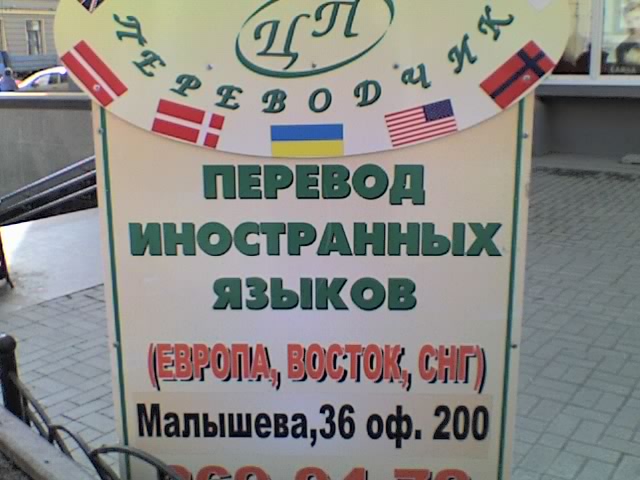 ЦП
ПЕРЕВОДЧИК
ПЕРЕВОД
ИНОСТРАННЫХ
ЯЗЫКОВ
(ЕВРОПА, ВОСТОК, СНГ)
Малышева,36 оф. 200